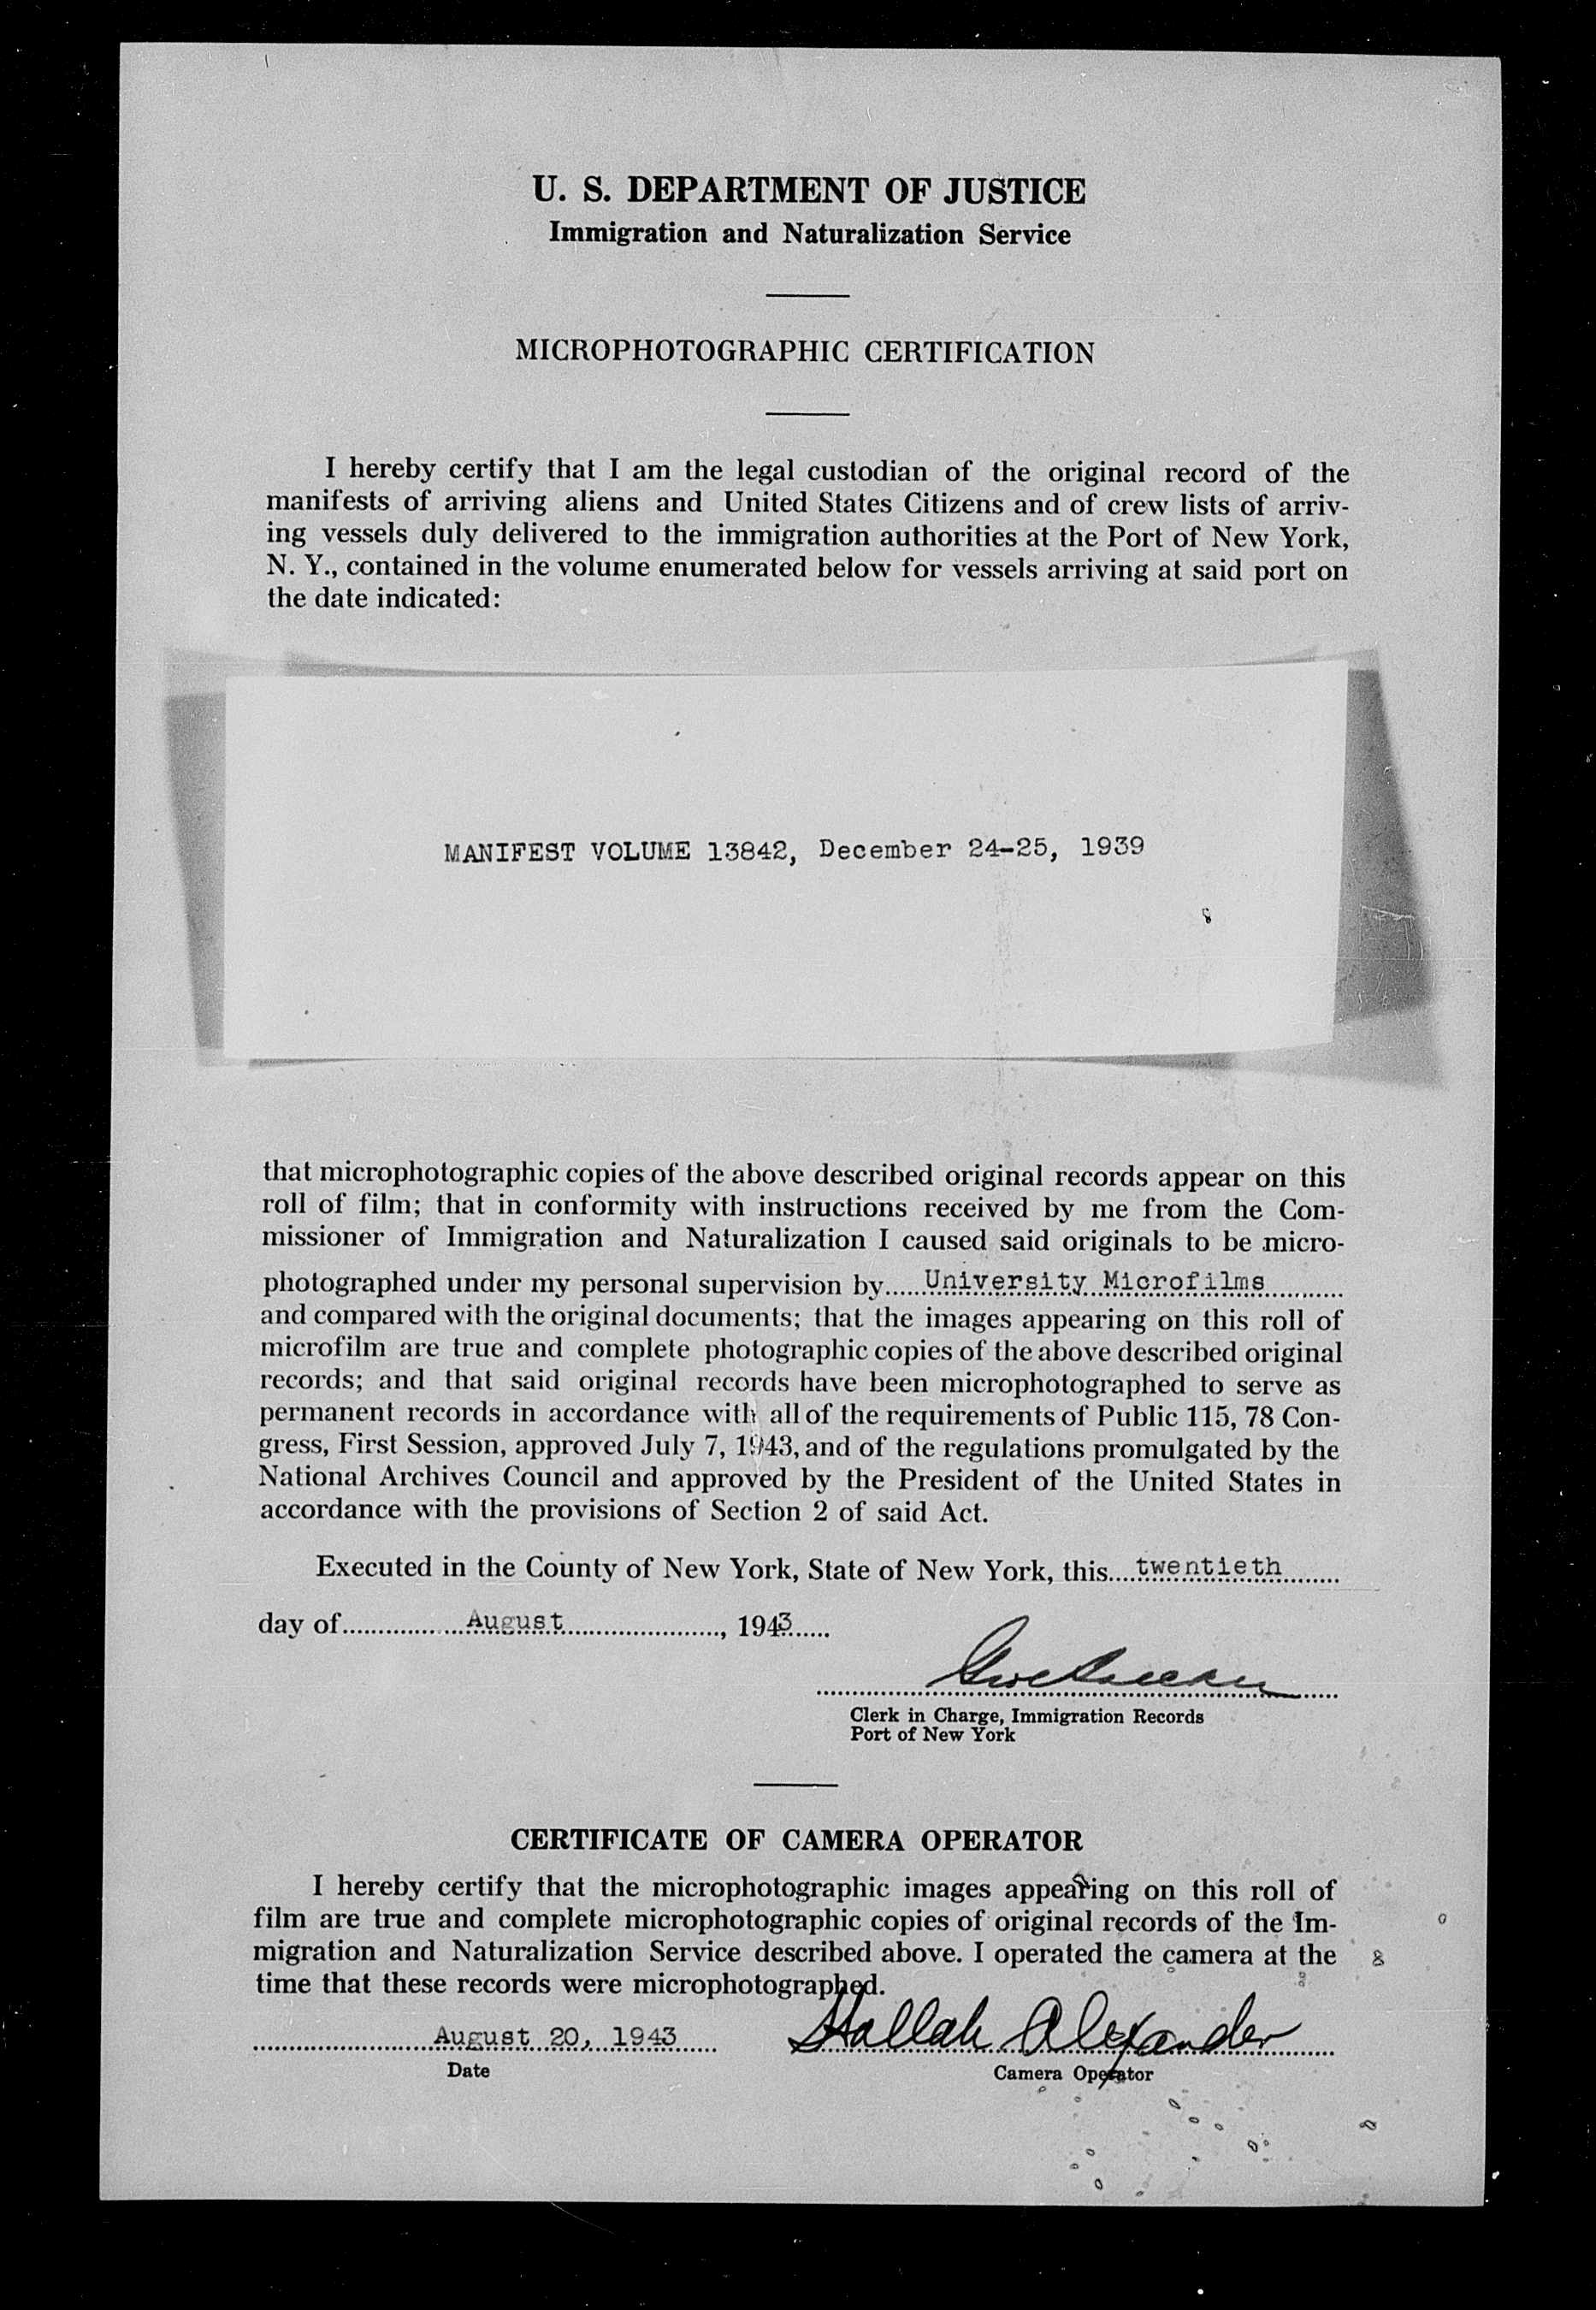 U. S. DEPARTMENT OF JUSTICE
Immigration and Naturalization Service
MICROPHOTOGRAPHIC CERTIFICATION
I hereby certify that I am the legal custodian of the original record of the
manifests of arriving aliens and United States Citizens and of crew lists of arriv-
ing vessels duly delivered to the immigration authorities at the Port of New York,
N. Y., contained in the volume enumerated below for vessels arriving at said port on
the date indicated:
MANIFEST VOLUME 13842, December 24-25, 1939
that microphotographic copies of the above described original records appear on this
roll of film; that in conformity with instructions received by me from the Com-
missioner of Immigration and Naturalization I caused said originals to be micro-
photographed under my personal supervision by.....University Microfilms..........
and compared with the original documents; that the images appearing on this roll of
microfilm are true and complete photographic copies of the above described original
records; and that said original records have been microphotographed to serve as
permanent records in accordance with all of the requirements of Public 115, 78 Con-
gress, First Session, approved July 7, 1943, and of the regulations promulgated by the
National Archives Council and approved by the President of the United States in
accordance with the provisions of Section 2 of said Act.
Executed in the County of New York, State of New York, this....twentieth........
day of..................August........................, 1943......
Clerk in Charge, Immigration Records
Port of New York
CERTIFICATE OF CAMERA OPERATOR
I hereby certify that the microphotographic images appearing on this roll of
film are true and complete microphotographic copies of original records of the Im-
migration and Naturalization Service described above. I operated the camera at the
time that these records were microphotographed.
August 20, 1943 Hallah Alexander
Date Camera Operator